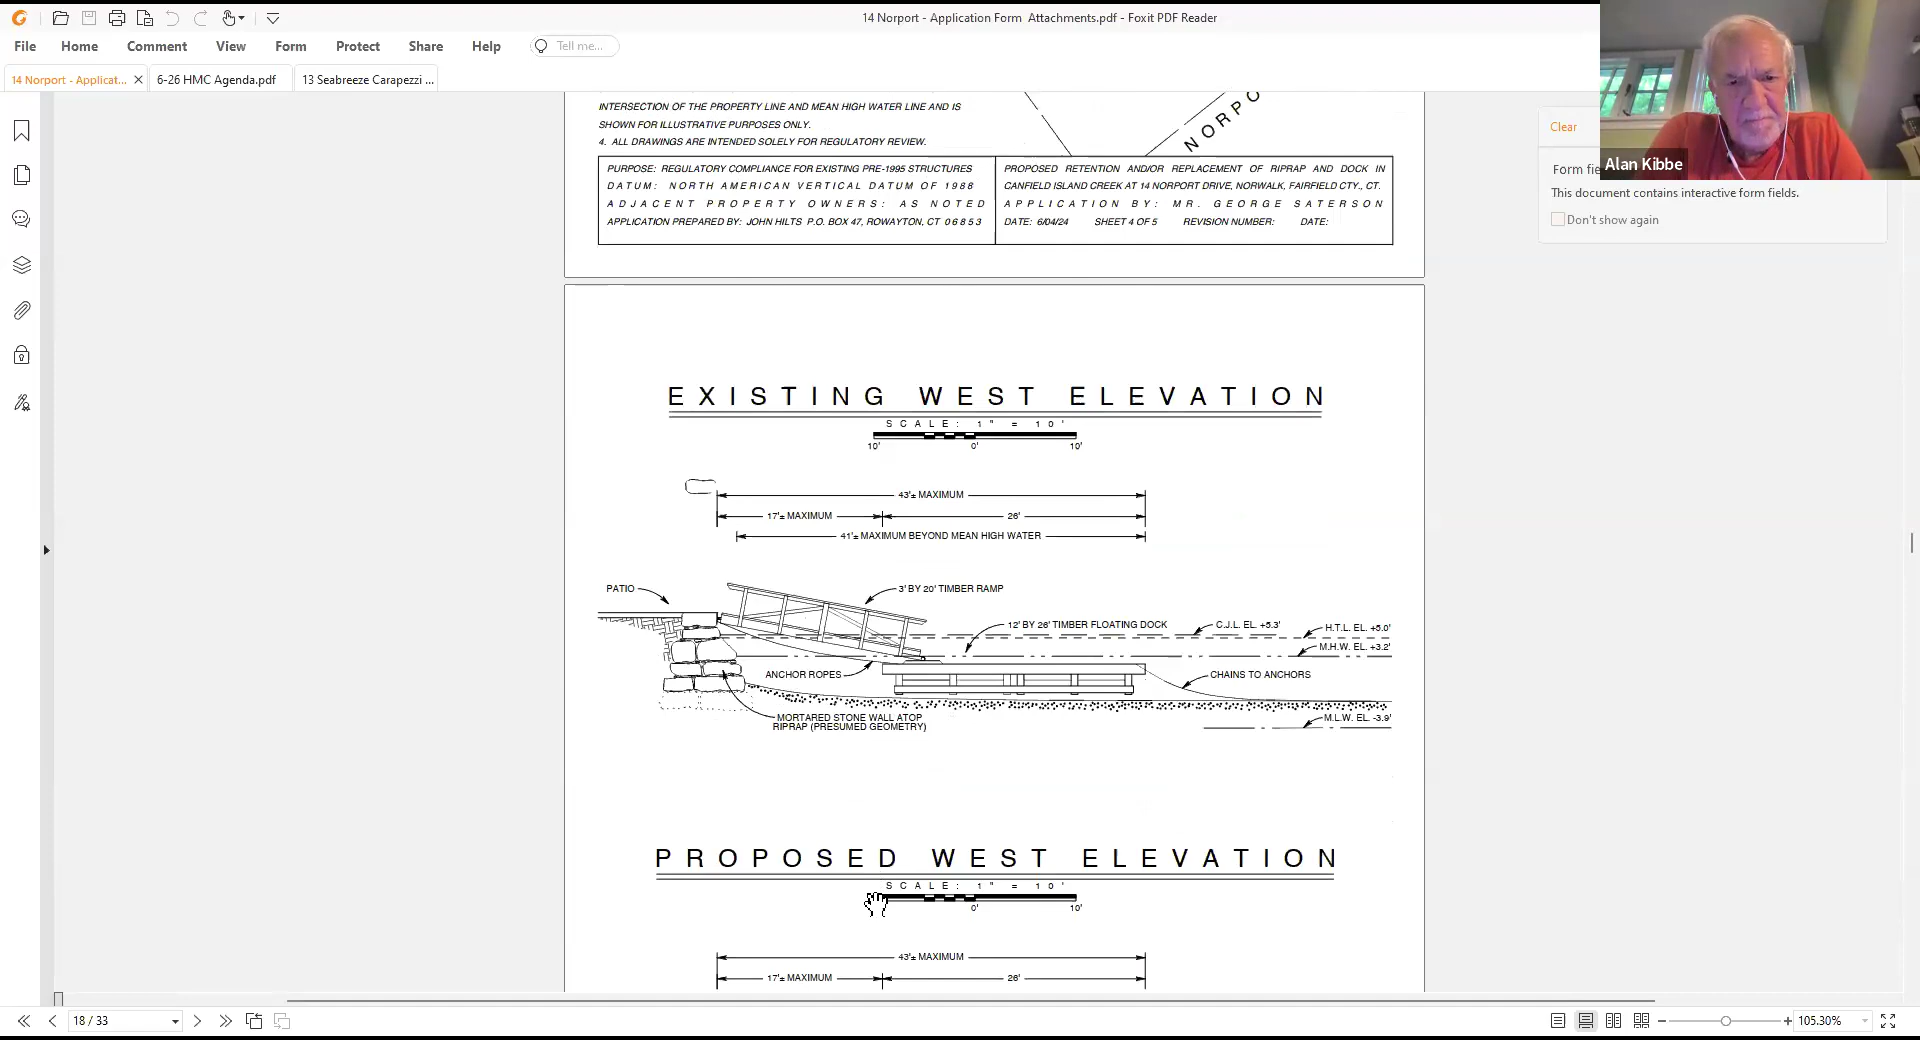 14 Norport - Application Form  Attachments.pdf - Foxit PDF Reader
File Home Comment View Form Protect Share Help Tell me...
14 Norport - Applicat... 6-26 HMC Agenda.pdf 13 Seabreeze Carapezzi ...
Alan Kibbe
Clear
Form fie
This document contains interactive form fields.
Don't show again
INTERSECTION OF THE PROPERTY LINE AND MEAN HIGH WATER LINE AND IS
SHOWN FOR ILLUSTRATIVE PURPOSES ONLY.
4. ALL DRAWINGS ARE INTENDED SOLELY FOR REGULATORY REVIEW.
NORPO
PURPOSE: REGULATORY COMPLIANCE FOR EXISTING PRE-1995 STRUCTURES
DATUM: NORTH AMERICAN VERTICAL DATUM OF 1988
ADJACENT PROPERTY OWNERS: AS NOTED
APPLICATION PREPARED BY: JOHN HILTS P.O. BOX 47, ROWAYTON, CT 06853
PROPOSED RETENTION AND/OR REPLACEMENT OF RIPRAP AND DOCK IN
CANFIELD ISLAND CREEK AT 14 NORPORT DRIVE, NORWALK, FAIRFIELD CTY., CT.
APPLICATION BY: MR. GEORGE SATERSON
DATE: 6/04/24 SHEET 4 OF 5 REVISION NUMBER: DATE:
EXISTING WEST ELEVATION
SCALE: 1" = 10'
10' 0' 10'
43'± MAXIMUM
17'± MAXIMUM 26'
41'± MAXIMUM BEYOND MEAN HIGH WATER
PATIO
3' BY 20' TIMBER RAMP
12' BY 26' TIMBER FLOATING DOCK
C.J.L. EL. +5.3'
H.T.L. EL. +5.0'
M.H.W. EL. +3.2'
ANCHOR ROPES
CHAINS TO ANCHORS
MORTARED STONE WALL ATOP
RIPRAP (PRESUMED GEOMETRY)
M.L.W. EL. -3.9'
PROPOSED WEST ELEVATION
SCALE: 1" = 10'
0' 10'
43'± MAXIMUM
17'± MAXIMUM 26'
18 / 33
105.30%